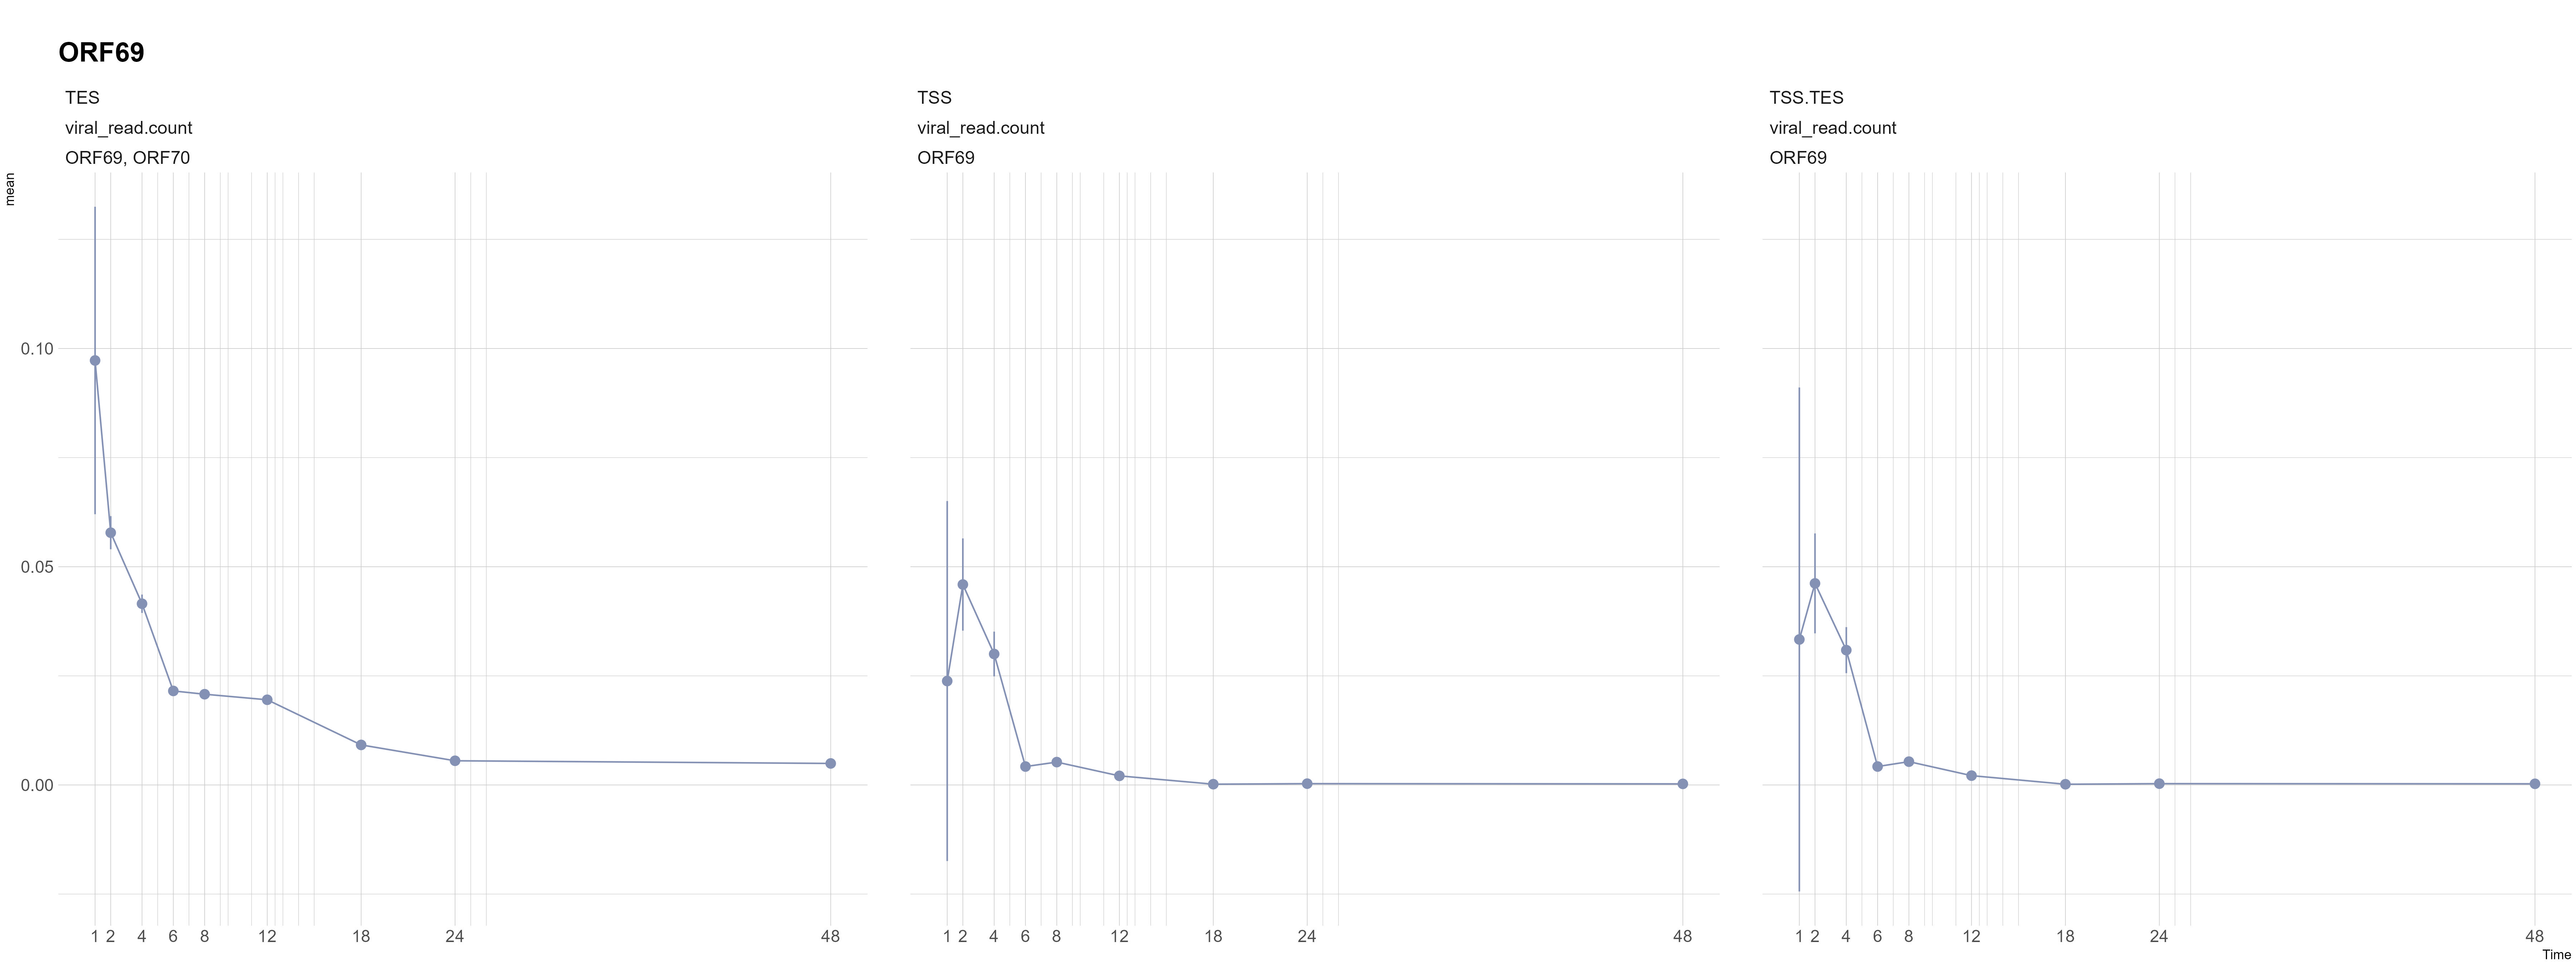 ORF69
TES
viral_read.count
ORF69, ORF70
TSS
viral_read.count
ORF69
TSS.TES
viral_read.count
ORF69
mean
0.10
0.05
0.00
1 2 4 6 8 12 18 24 48
1 2 4 6 8 12 18 24 48
1 2 4 6 8 12 18 24 48
Time